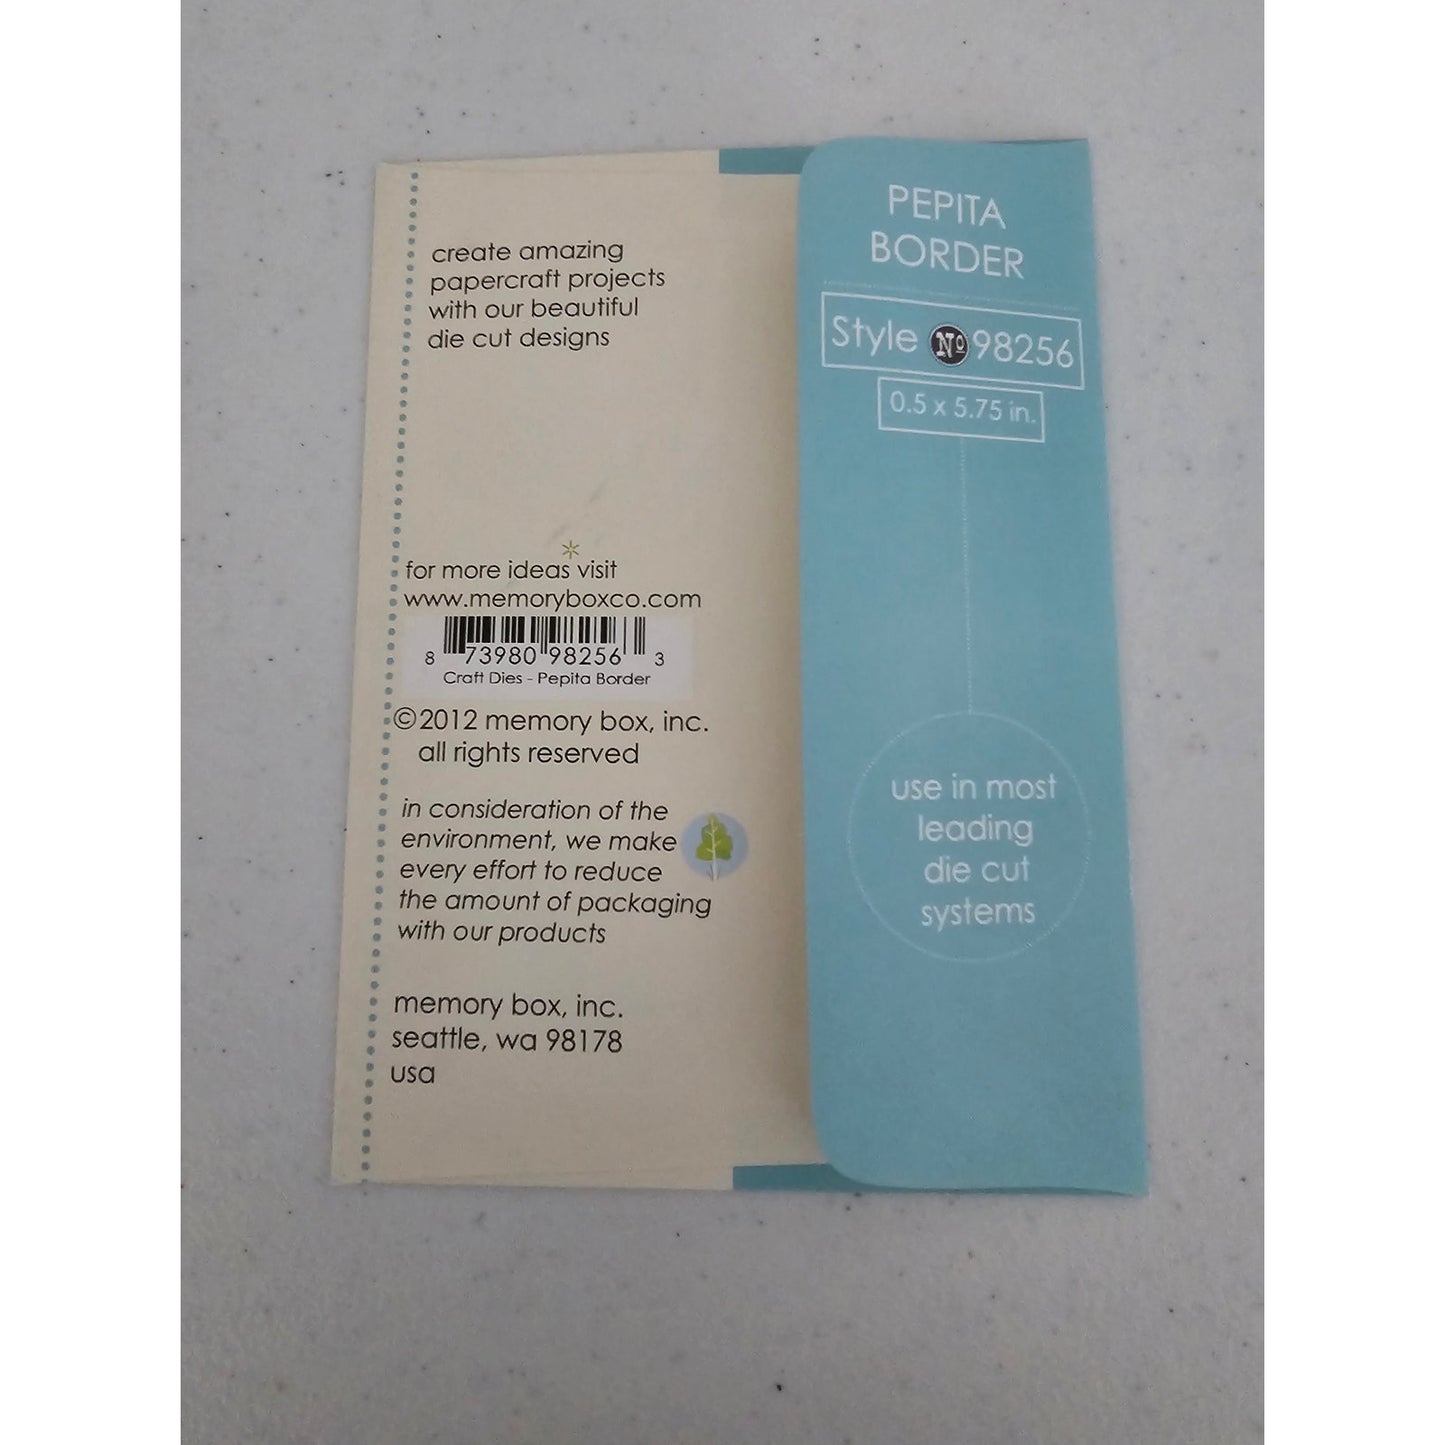 create amazing
papercraft projects
with our beautiful
die cut designs
for more ideas visit
www.memoryboxco.com
8 73980 98256 3
Craft Dies - Pepita Border
©2012 memory box, inc.
all rights reserved
in consideration of the
environment, we make
every effort to reduce
the amount of packaging
with our products
memory box, inc.
seattle, wa 98178
usa
PEPITA
BORDER
Style No 98256
0.5 x 5.75 in.
use in most
leading
die cut
systems